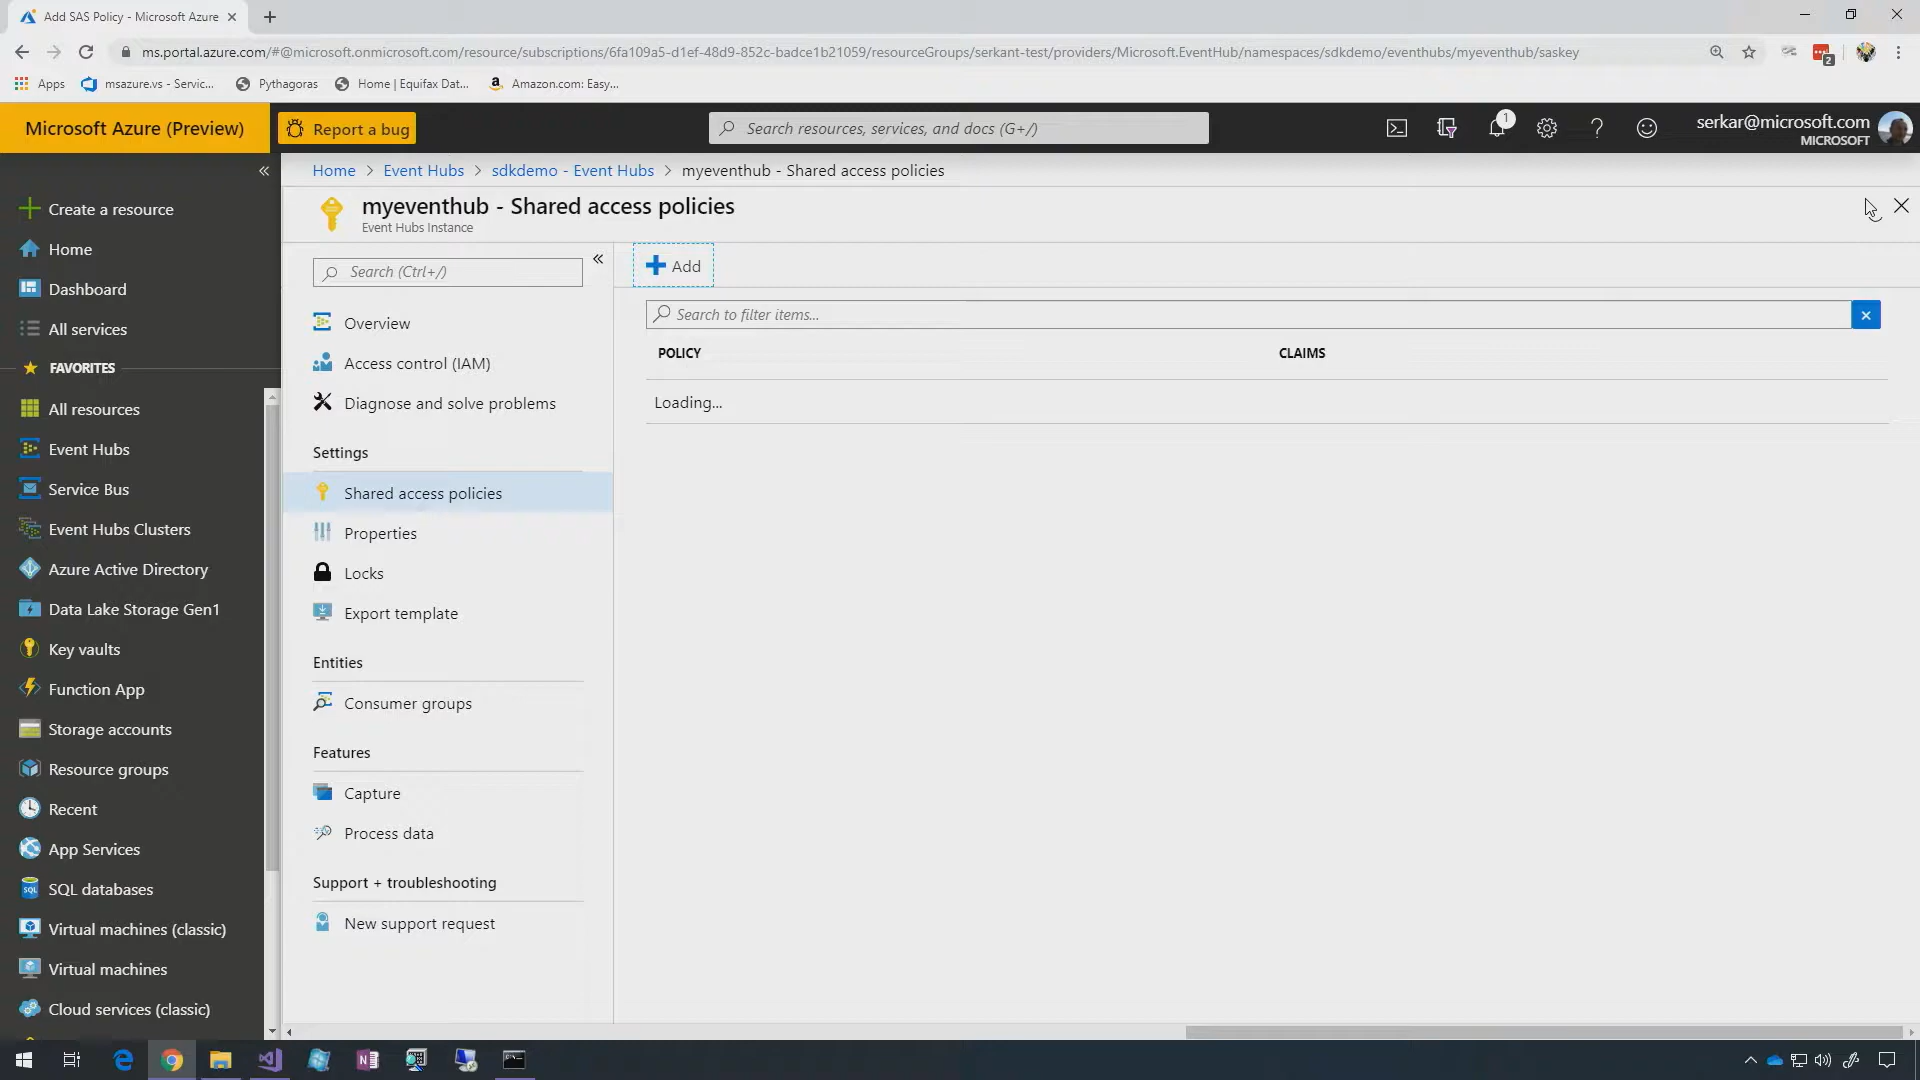 Add SAS Policy - Microsoft Azure
ms.portal.azure.com/#@microsoft.onmicrosoft.com/resource/subscriptions/6fa109a5-d1ef-48d9-852c-badce1b21059/resourceGroups/serkant-test/providers/Microsoft.EventHub/namespaces/sdkdemo/eventhubs/myeventhub/saskey
2
Apps
msazure.vs - Servic...
Pythagoras
Home | Equifax Dat...
Amazon.com: Easy...
Microsoft Azure (Preview)
Report a bug
Search resources, services, and docs (G+/)
1
serkar@microsoft.com
MICROSOFT
Home > Event Hubs > sdkdemo - Event Hubs > myeventhub - Shared access policies
myeventhub - Shared access policies
Event Hubs Instance
Create a resource
Home
Dashboard
All services
FAVORITES
All resources
Event Hubs
Service Bus
Event Hubs Clusters
Azure Active Directory
Data Lake Storage Gen1
Key vaults
Function App
Storage accounts
Resource groups
Recent
App Services
SQL databases
Virtual machines (classic)
Virtual machines
Cloud services (classic)
Search (Ctrl+/)
Overview
Access control (IAM)
Diagnose and solve problems
Settings
Shared access policies
Properties
Locks
Export template
Entities
Consumer groups
Features
Capture
Process data
Support + troubleshooting
New support request
Add
Search to filter items...
POLICY
CLAIMS
Loading...